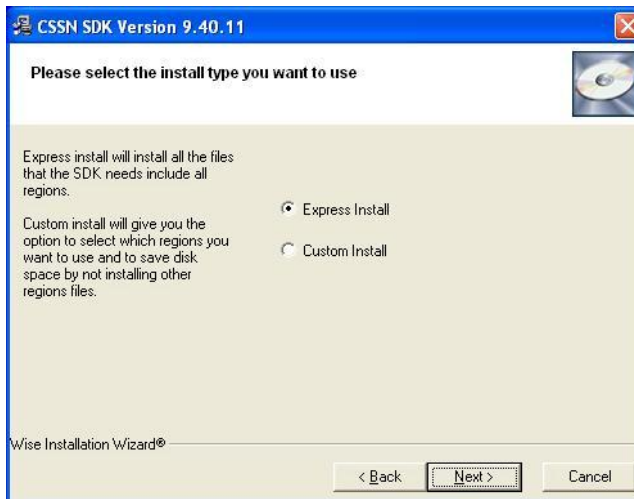 CSSN SDK Version 9.40.11
Please select the install type you want to use
Express install will install all the files
that the SDK needs include all
regions.
Custom install will give you the
option to select which regions you
want to use and to save disk
space by not installing other
regions files.
Express Install
Custom Install
Wise Installation Wizard®
< Back
Next >
Cancel